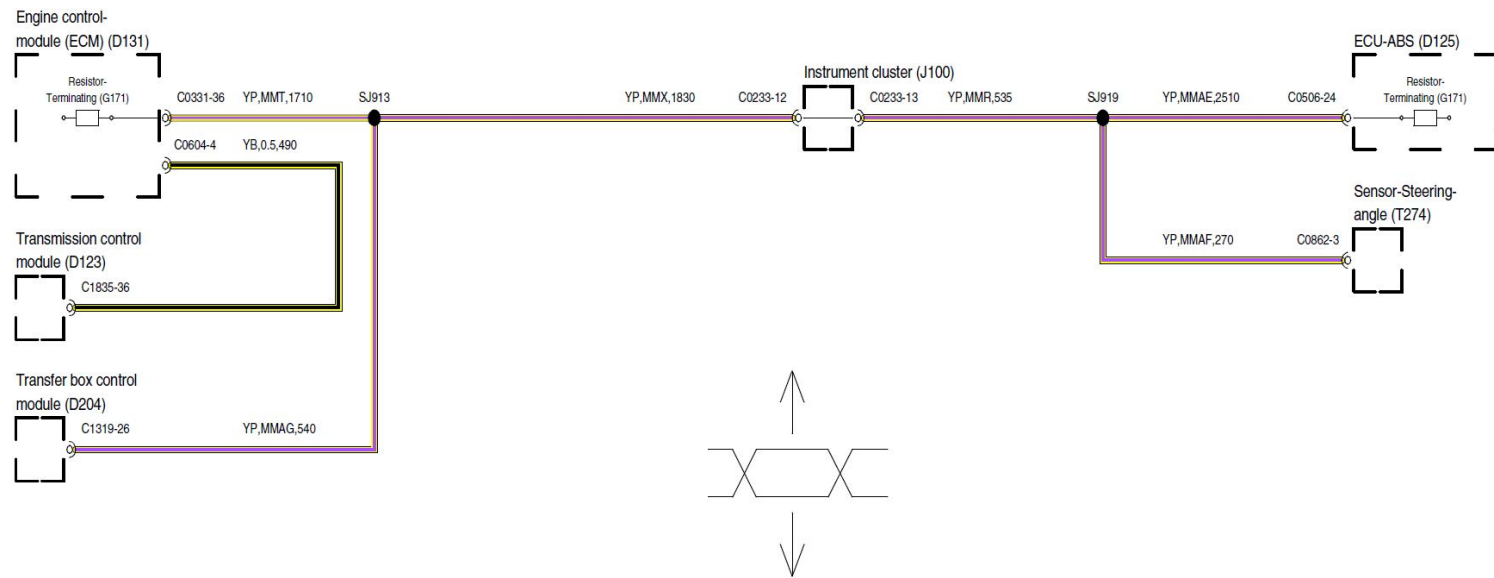 Engine control-
module (ECM) (D131)
Resistor-
Terminating (G171)
C0331-36
YP,MMT,1710
SJ913
YP,MMX,1830
C0233-12
Instrument cluster (J100)
C0233-13
YP,MMR,535
SJ919
YP,MMAE,2510
C0506-24
ECU-ABS (D125)
Resistor-
Terminating (G171)
C0604-4
YB,0.5,490
Sensor-Steering-
angle (T274)
YP,MMAF,270
C0862-3
Transmission control
module (D123)
C1835-36
Transfer box control
module (D204)
C1319-26
YP,MMAG,540